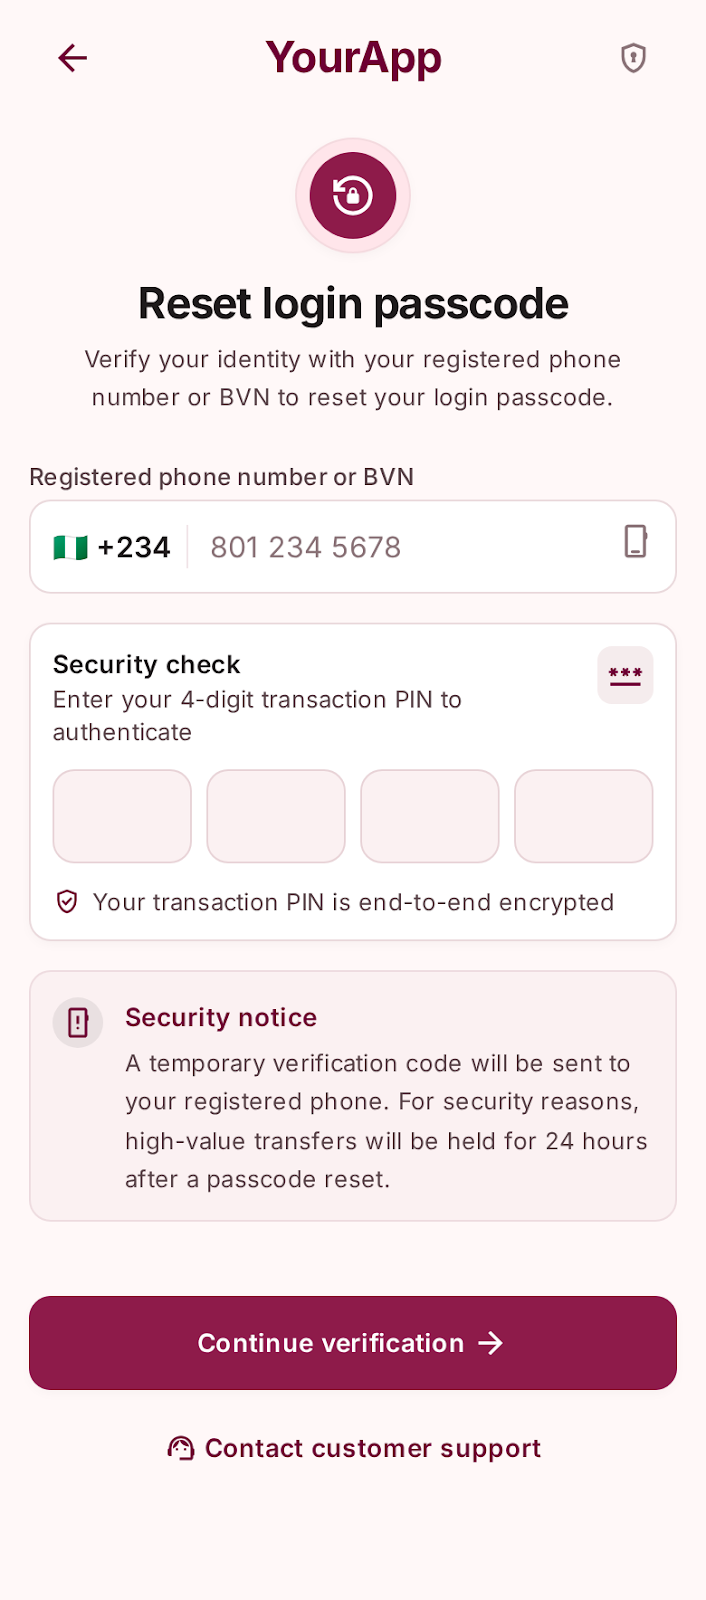 YourApp
Reset login passcode
Verify your identity with your registered phone
number or BVN to reset your login passcode.
Registered phone number or BVN
+234 801 234 5678
Security check
Enter your 4-digit transaction PIN to
authenticate
***
Your transaction PIN is end-to-end encrypted
Security notice
A temporary verification code will be sent to
your registered phone. For security reasons,
high-value transfers will be held for 24 hours
after a passcode reset.
Continue verification →
Contact customer support